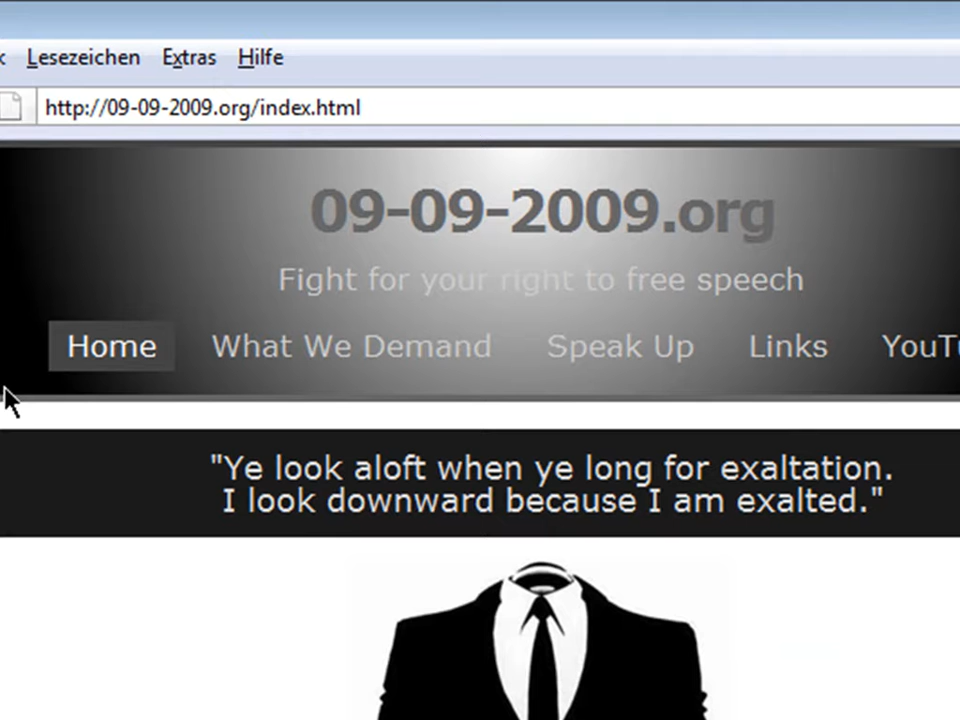 Lesezeichen Extras Hilfe
http://09-09-2009.org/index.html
09-09-2009.org
Fight for your right to free speech
Home What We Demand Speak Up Links
"Ye look aloft when ye long for exaltation.
I look downward because I am exalted."